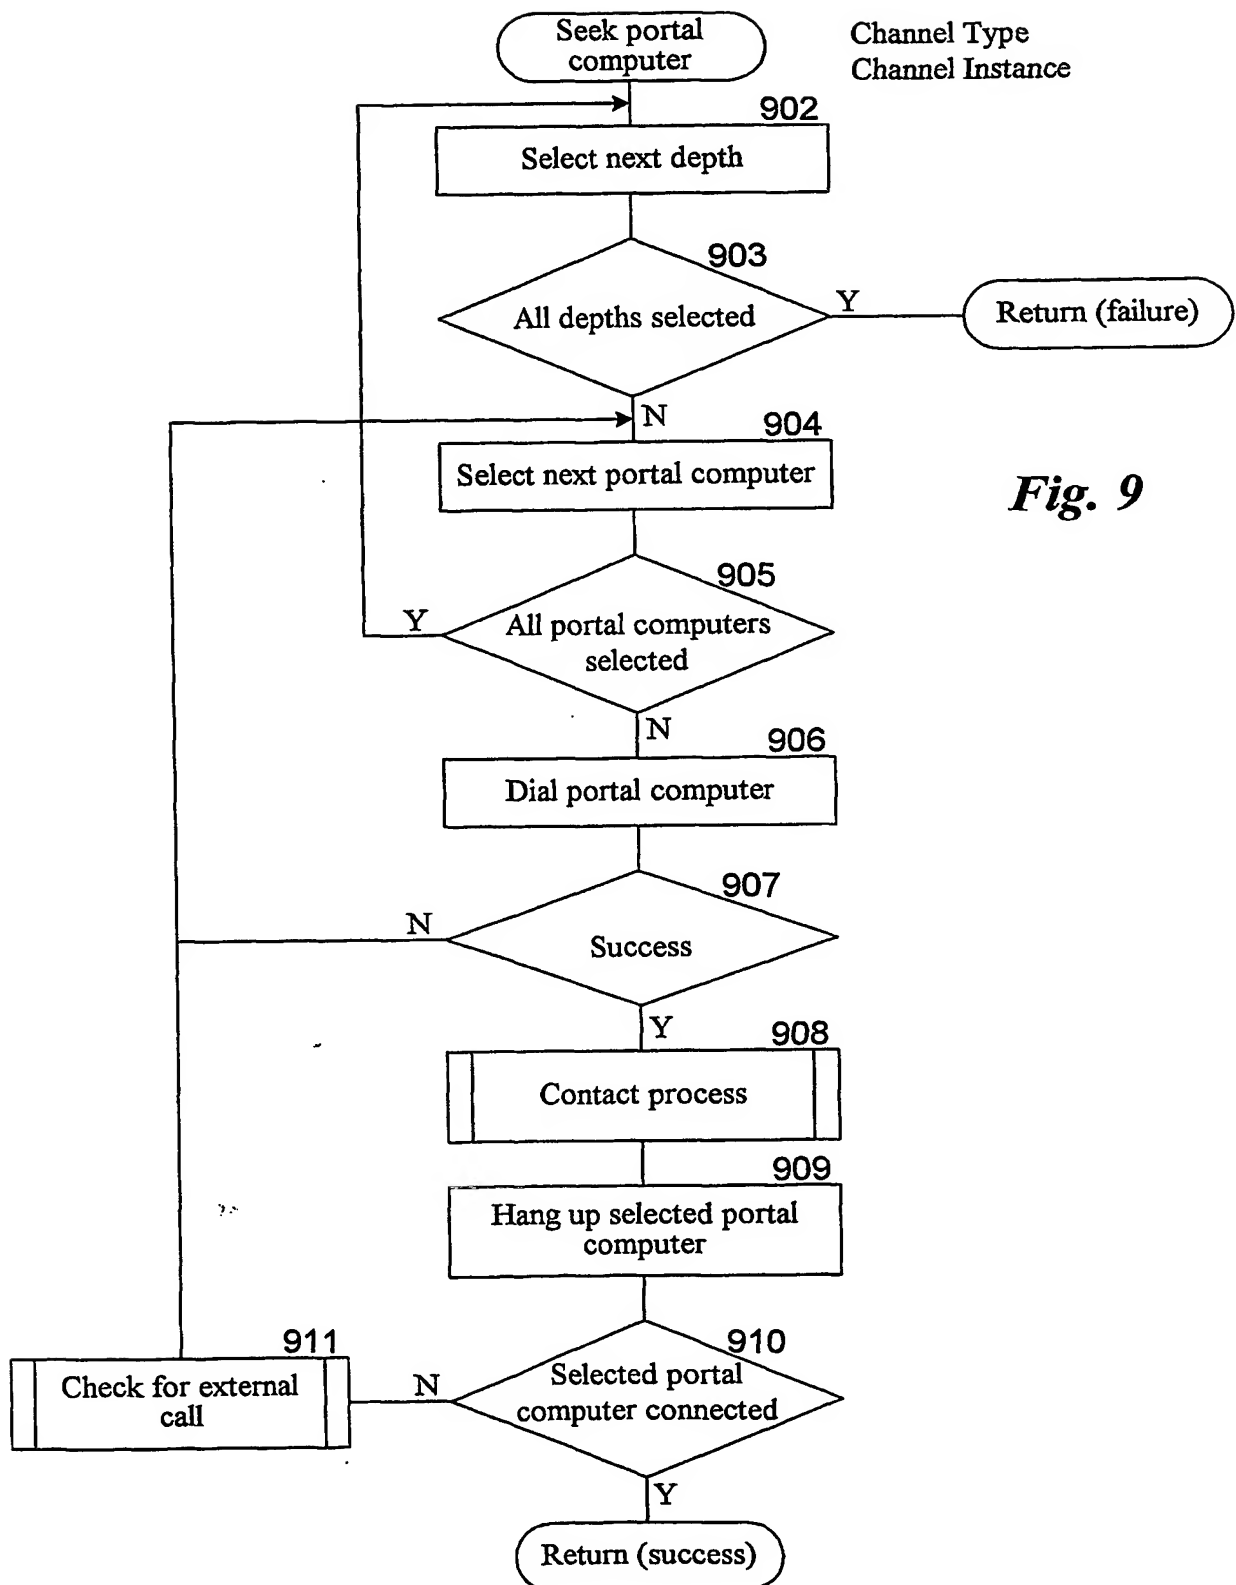 Seek portal
computer
Channel Type
Channel Instance
902
Select next depth
903
All depths selected
Y
Return (failure)
N
904
Select next portal computer
Fig. 9
905
Y
All portal computers
selected
N
906
Dial portal computer
907
N
Success
Y
908
Contact process
909
Hang up selected portal
computer
911
910
Check for external
call
N
Selected portal
computer connected
Y
Return (success)